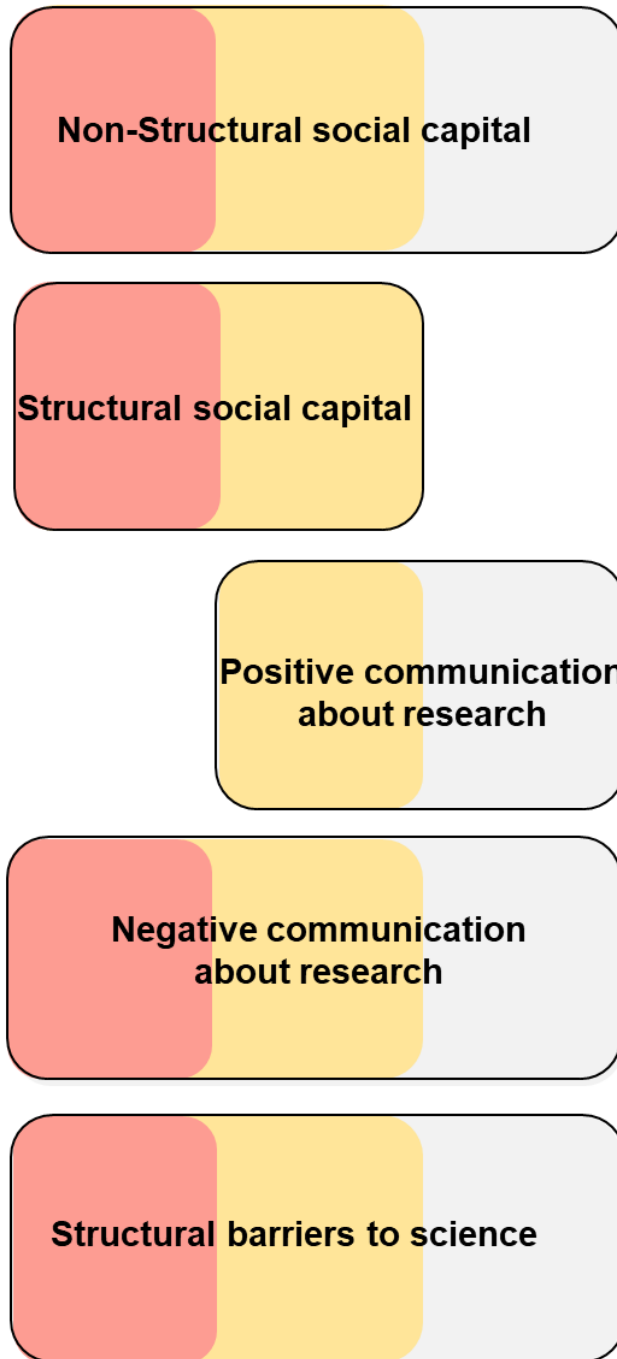 Non-Structural social capital
Structural social capital
Positive communication
about research
Negative communication
about research
Structural barriers to science